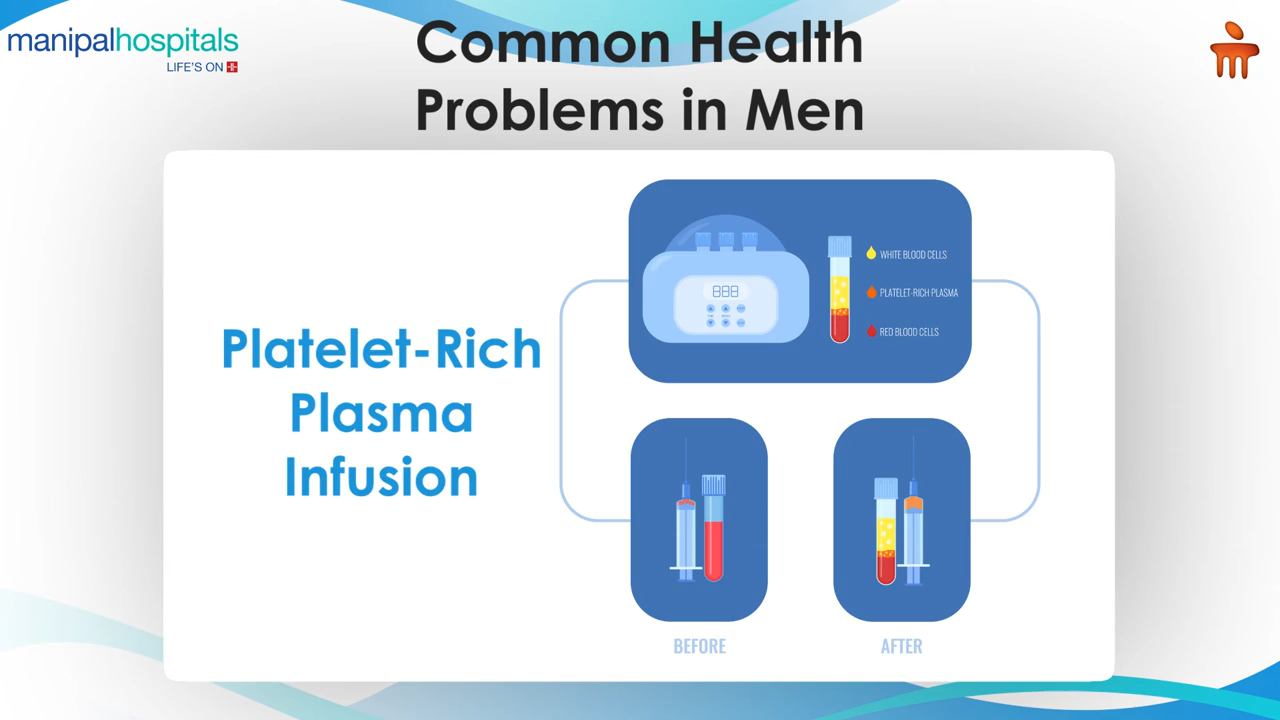 manipalhospitals
LIFE'S ON
Common Health
Problems in Men
Platelet-Rich
Plasma
Infusion
888
WHITE BLOOD CELLS
PLATELET-RICH PLASMA
RED BLOOD CELLS
BEFORE
AFTER